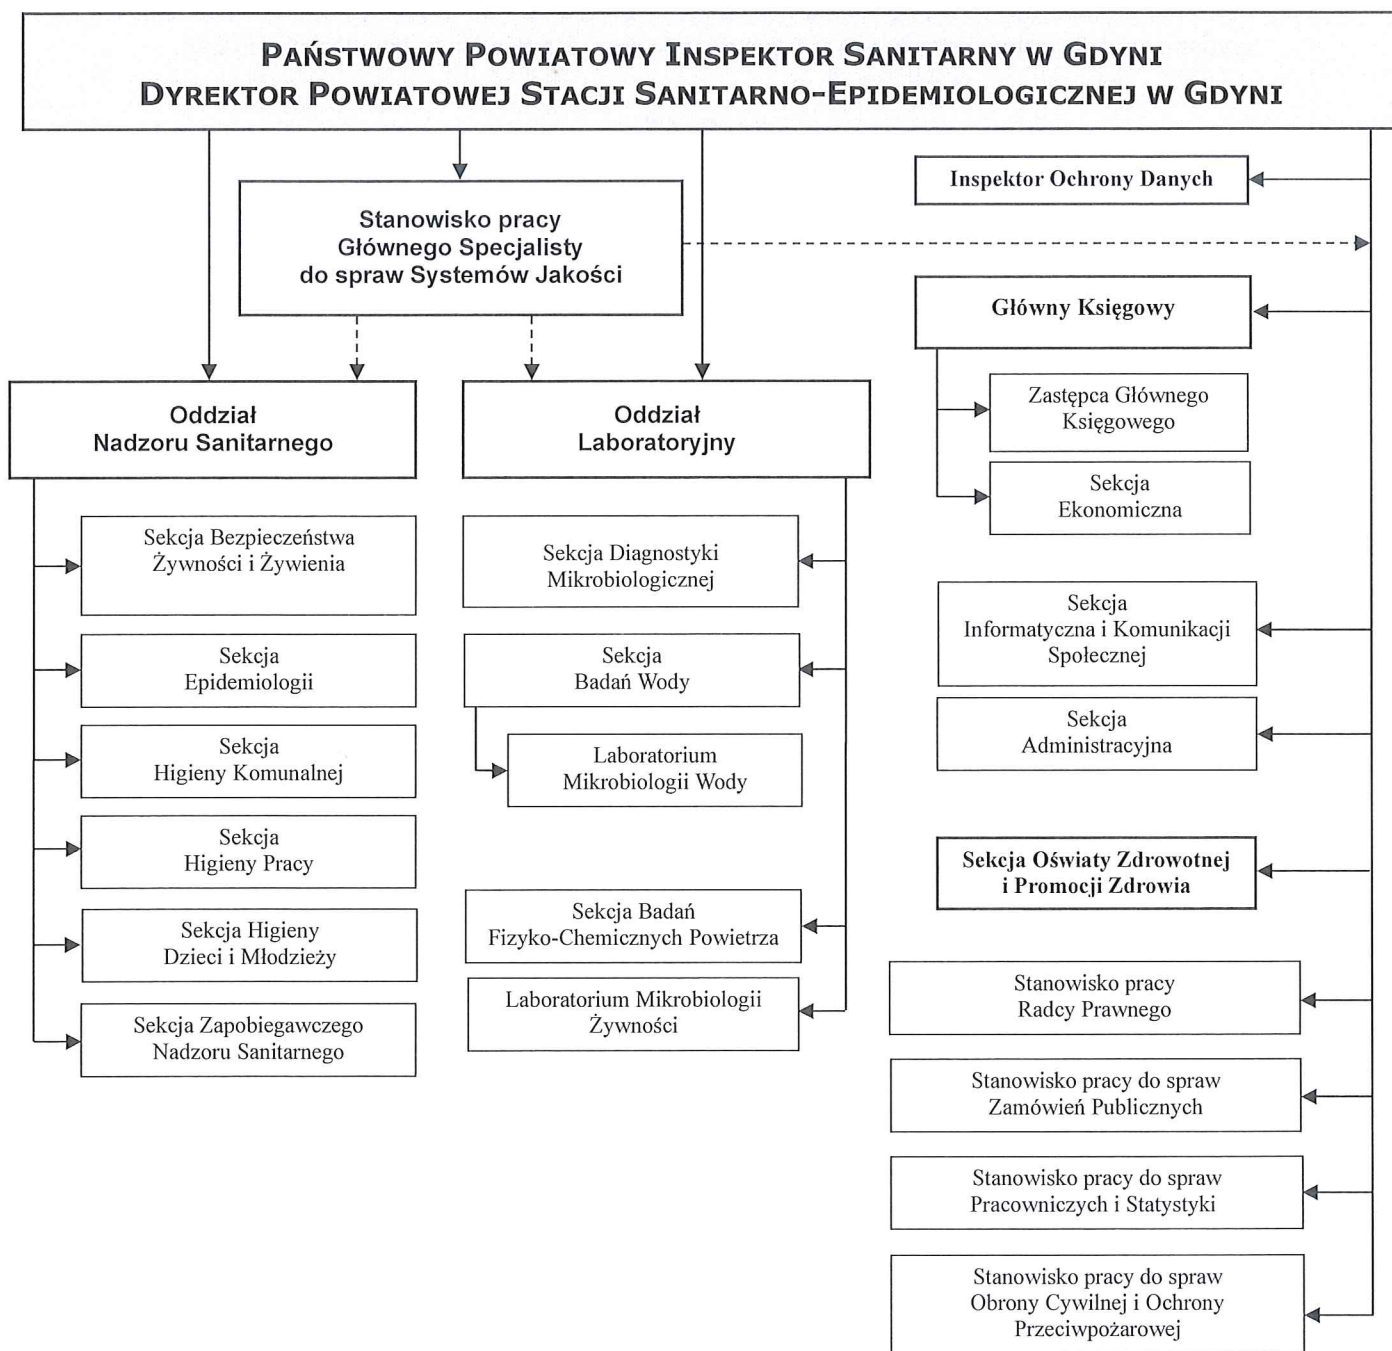 PAŃSTWOWY POWIATOWY INSPEKTOR SANITARNY W GDYNI
DYREKTOR POWIATOWEJ STACJI SANITARNO-EPIDEMIOLOGICZNEJ W GDYNI
Stanowisko pracy
Głównego Specjalisty
do spraw Systemów Jakości
Oddział
Nadzoru Sanitarnego
Sekcja Bezpieczeństwa
Żywności i Żywienia
Sekcja
Epidemiologii
Sekcja
Higieny Komunalnej
Sekcja
Higieny Pracy
Sekcja Higieny
Dzieci i Młodzieży
Sekcja Zapobiegawczego
Nadzoru Sanitarnego
Oddział
Laboratoryjny
Sekcja Diagnostyki
Mikrobiologicznej
Sekcja
Badań Wody
Laboratorium
Mikrobiologii Wody
Sekcja Badań
Fizyko-Chemicznych Powietrza
Laboratorium Mikrobiologii
Żywności
Inspektor Ochrony Danych
Główny Księgowy
Zastępca Głównego
Księgowego
Sekcja
Ekonomiczna
Sekcja
Informatyczna i Komunikacji
Społecznej
Sekcja
Administracyjna
Sekcja Oświaty Zdrowotnej
i Promocji Zdrowia
Stanowisko pracy
Radcy Prawnego
Stanowisko pracy do spraw
Zamówień Publicznych
Stanowisko pracy do spraw
Pracowniczych i Statystyki
Stanowisko pracy do spraw
Obrony Cywilnej i Ochrony
Przeciwpożarowej